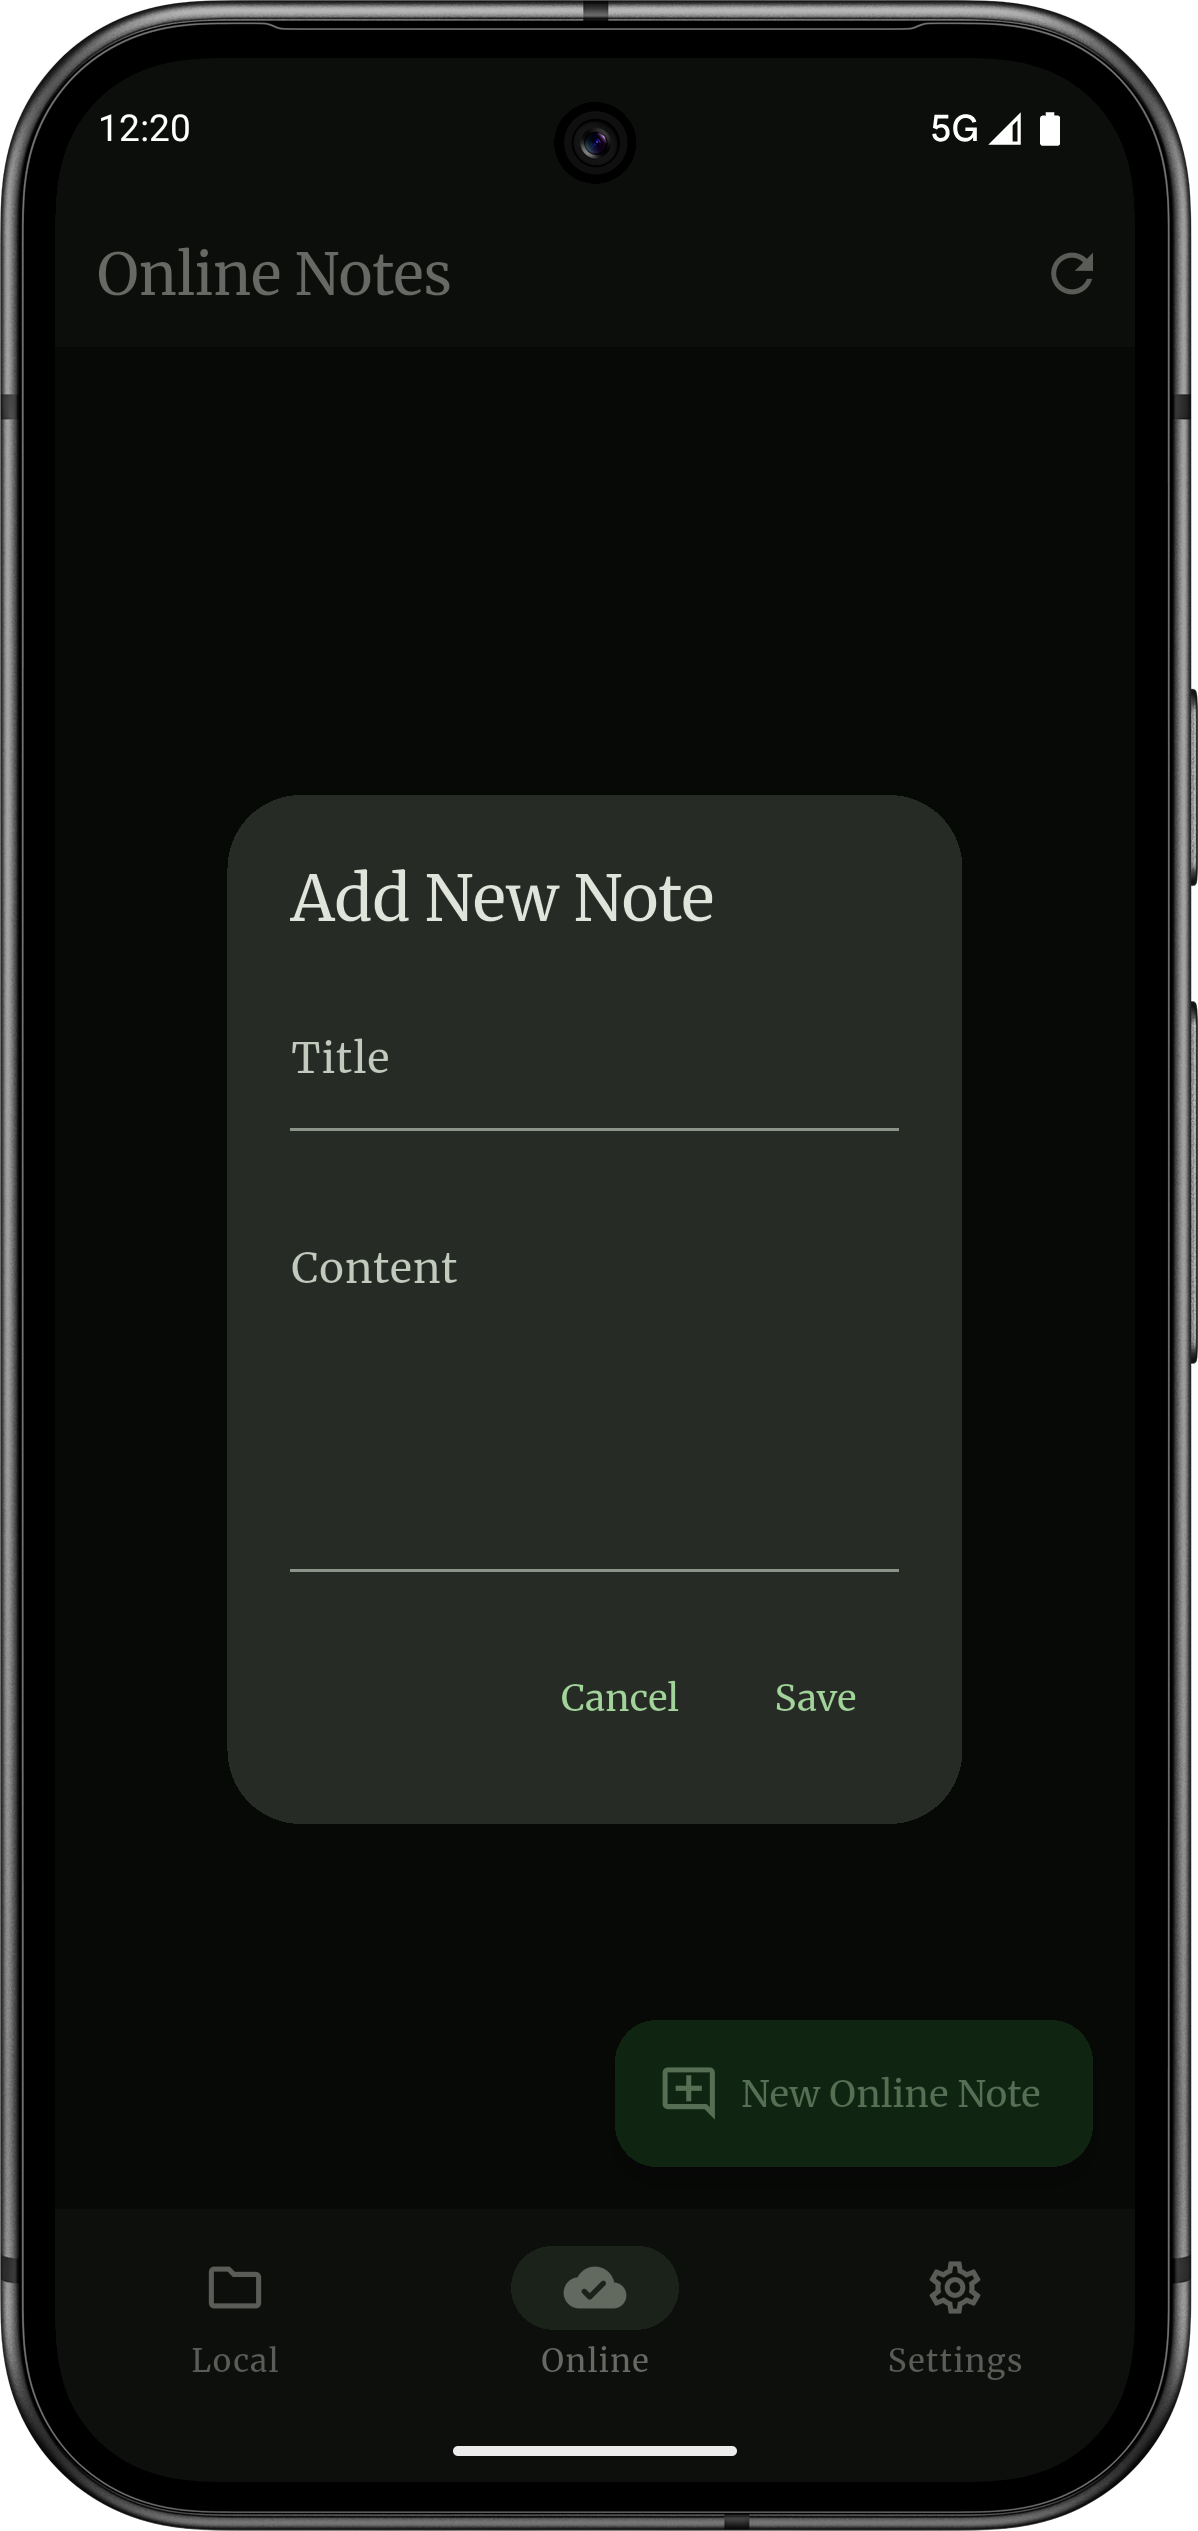 12:20 5G
Online Notes
Add New Note
Title
Content
Cancel Save
New Online Note
Local Online Settings